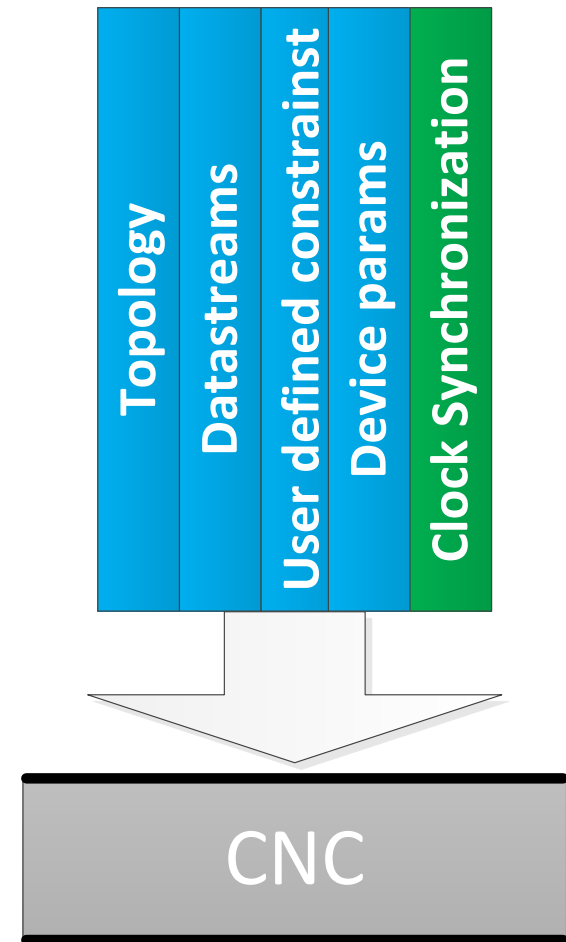 Topology
Datastreams
User defined constrainst
Device params
Clock Synchronization
CNC